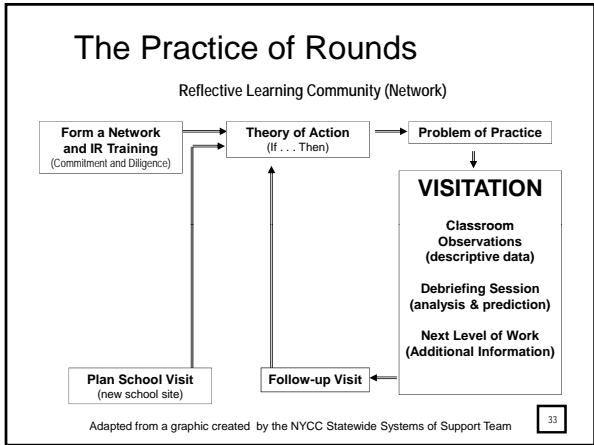 The Practice of Rounds
Reflective Learning Community (Network)
Form a Network
and IR Training
(Commitment and Diligence)
Theory of Action
(If . . . Then)
Problem of Practice
VISITATION
Classroom
Observations
(descriptive data)
Debriefing Session
(analysis & prediction)
Next Level of Work
(Additional Information)
Plan School Visit
(new school site)
Follow-up Visit
Adapted from a graphic created by the NYCC Statewide Systems of Support Team
33